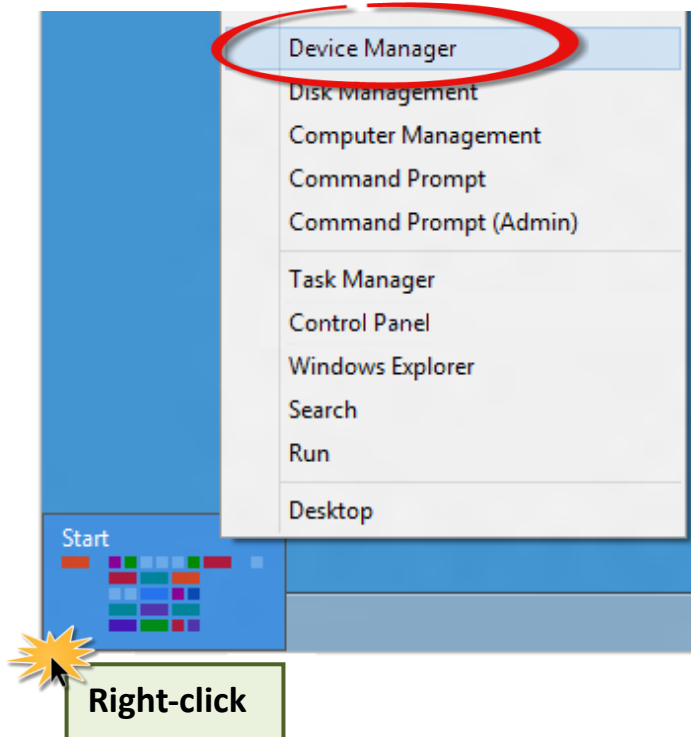 Device Manager
Disk Management
Computer Management
Command Prompt
Command Prompt (Admin)
Task Manager
Control Panel
Windows Explorer
Search
Run
Desktop
Start
Right-click